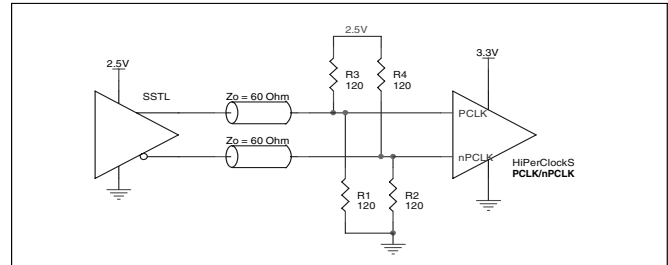 2.5V
2.5V
3.3V
SSTL
R3
120
R4
120
Zo = 60 Ohm
PCLK
Zo = 60 Ohm
nPCLK
HiPerClockS
PCLK/nPCLK
R1
120
R2
120